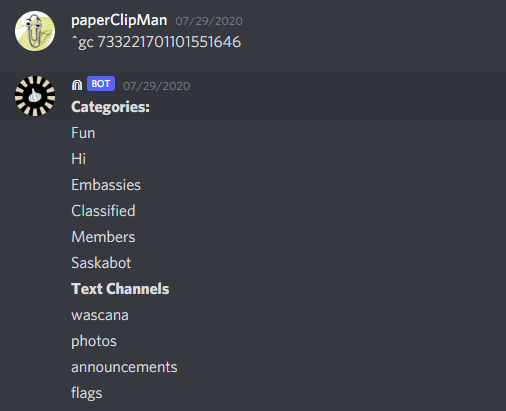 paperClipMan 07/29/2020
^gc 733221701101551646
⋒ BOT 07/29/2020
Categories:
Fun
Hi
Embassies
Classified
Members
Saskabot
Text Channels
wascana
photos
announcements
flags